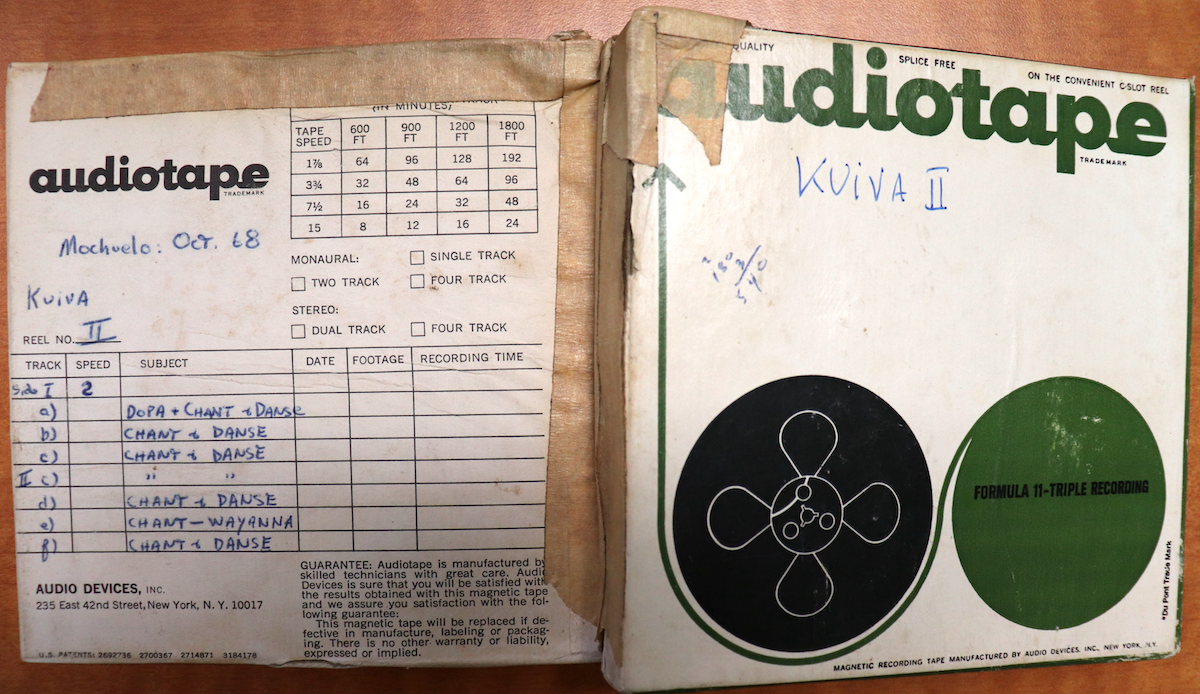 (IN MINUTES) TRACK
TAPE SPEED 600 FT 900 FT 1200 FT 1800 FT
1⅞ 64 96 128 192
3¾ 32 48 64 96
7½ 16 24 32 48
15 8 12 16 24
audiotape
TRADEMARK
Mochuelo: Oct. 68
MONAURAL: SINGLE TRACK
TWO TRACK FOUR TRACK
KUIVA
STEREO:
DUAL TRACK FOUR TRACK
REEL NO. II
TRACK SPEED SUBJECT DATE FOOTAGE RECORDING TIME
Side I 2
a) DOPA + CHANT & DANSE
b) CHANT & DANSE
c) CHANT & DANSE
II c) " "
d) CHANT & DANSE
e) CHANT - WAYANNA
f) CHANT & DANSE
AUDIO DEVICES, INC.
235 East 42nd Street, New York, N. Y. 10017
U.S. PATENTS: 2692736 2700367 2714871 3184178
GUARANTEE: Audiotape is manufactured by
skilled technicians with great care. Audio
Devices is sure that you will be satisfied with
the results obtained with this magnetic tape
and we assure you satisfaction with the fol-
lowing guarantee:
This magnetic tape will be replaced if de-
fective in manufacture, labeling or packag-
ing. There is no other warranty or liability,
expressed or implied.
QUALITY SPLICE FREE ON THE CONVENIENT C-SLOT REEL
audiotape
TRADEMARK
KUIVA II
FORMULA 11-TRIPLE RECORDING
*Du Pont Trade Mark
MAGNETIC RECORDING TAPE MANUFACTURED BY AUDIO DEVICES, INC., NEW YORK, N.Y.